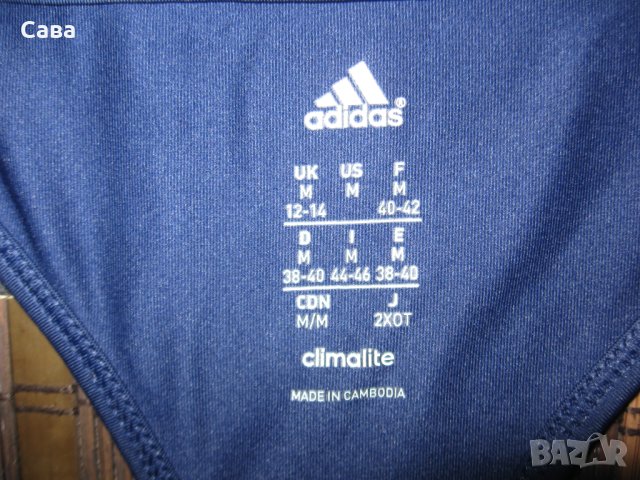 Сава
adidas®
UK US F
M M M
12-14 40-42
D I E
M M M
38-40 44-46 38-40
CDN J
M/M 2XOT
climalite
MADE IN CAMBODIA
BAZAR